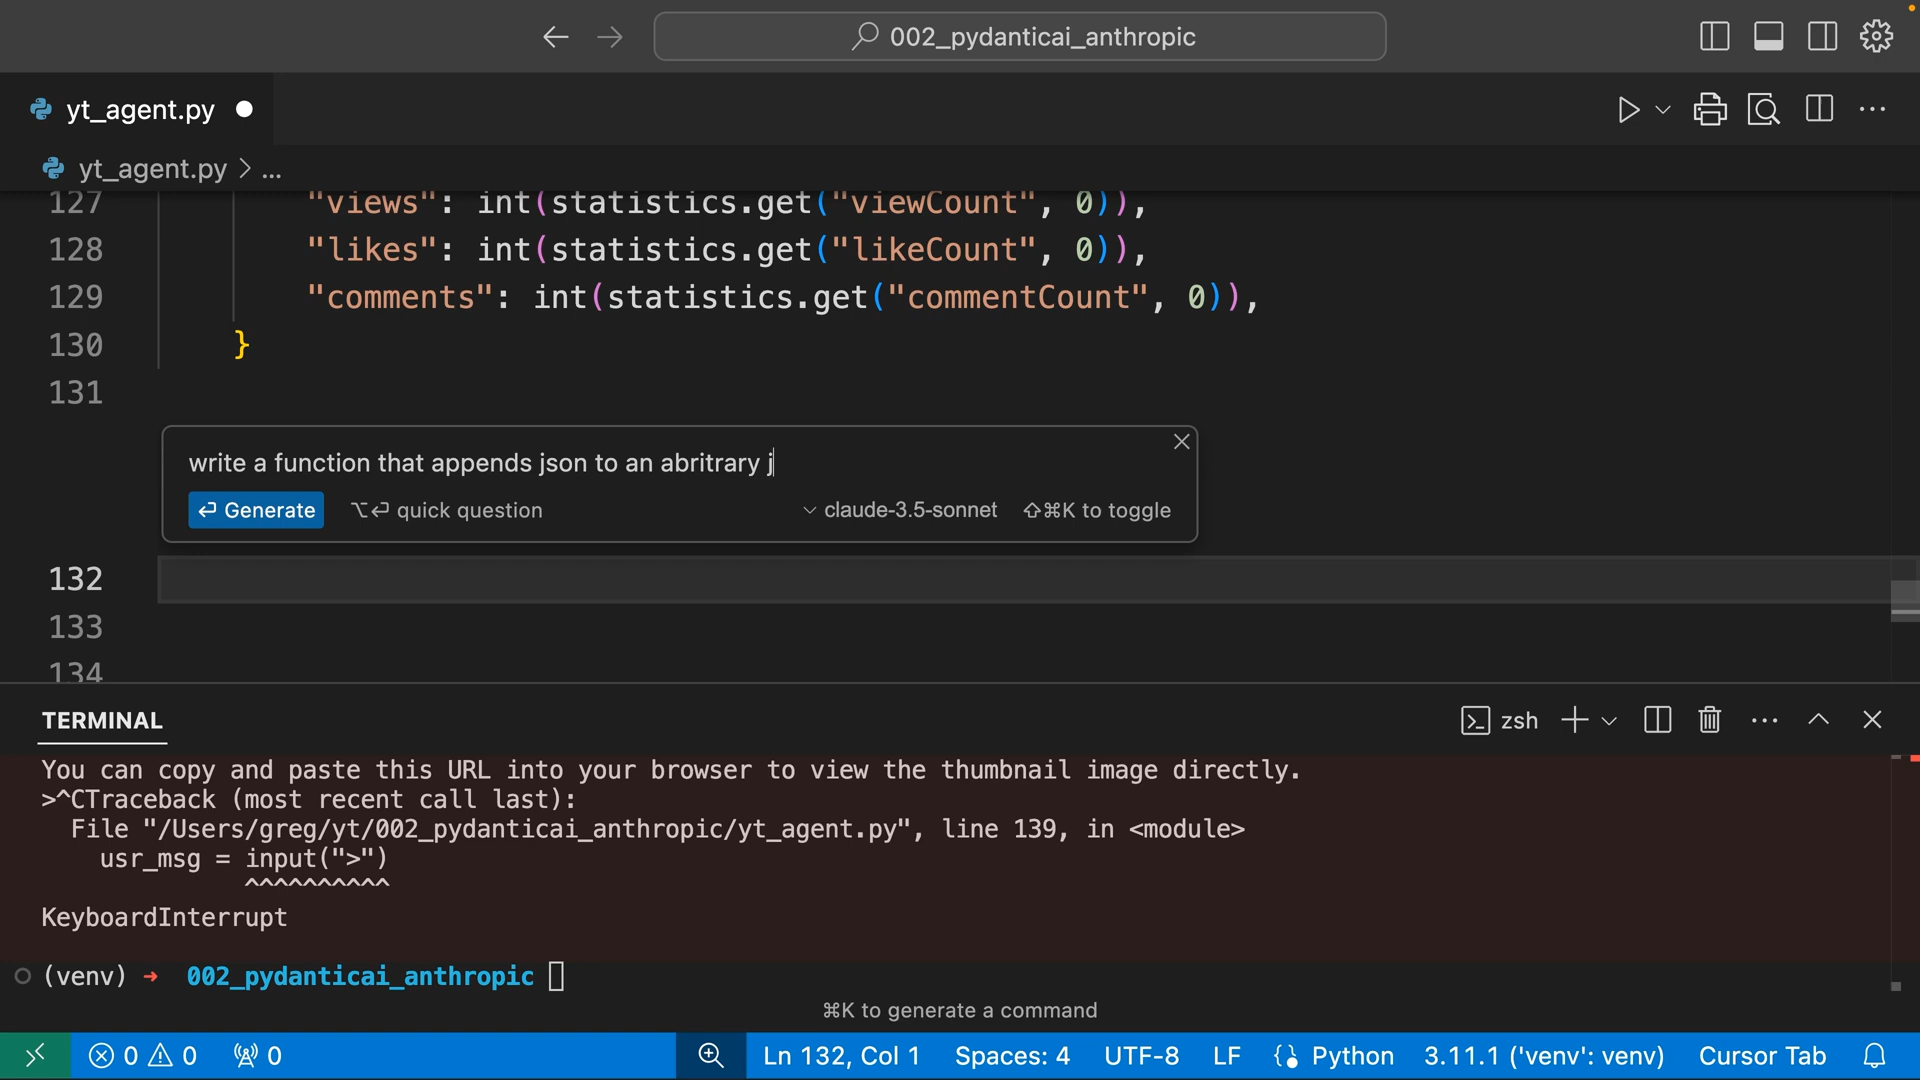 002_pydanticai_anthropic
yt_agent.py
yt_agent.py > ...
127 "views": int(statistics.get("viewCount", 0)),
128 "likes": int(statistics.get("likeCount", 0)),
129 "comments": int(statistics.get("commentCount", 0)),
130 }
131
write a function that appends json to an abritrary j
Generate ⌥⏎ quick question claude-3.5-sonnet ⇧⌘K to toggle
132
133
134
TERMINAL zsh
You can copy and paste this URL into your browser to view the thumbnail image directly.
>^CTraceback (most recent call last):
File "/Users/greg/yt/002_pydanticai_anthropic/yt_agent.py", line 139, in <module>
usr_msg = input(">")
^^^^^^^^^^
KeyboardInterrupt
(venv) ➜ 002_pydanticai_anthropic
⌘K to generate a command
0 0 0 Ln 132, Col 1 Spaces: 4 UTF-8 LF Python 3.11.1 ('venv': venv) Cursor Tab